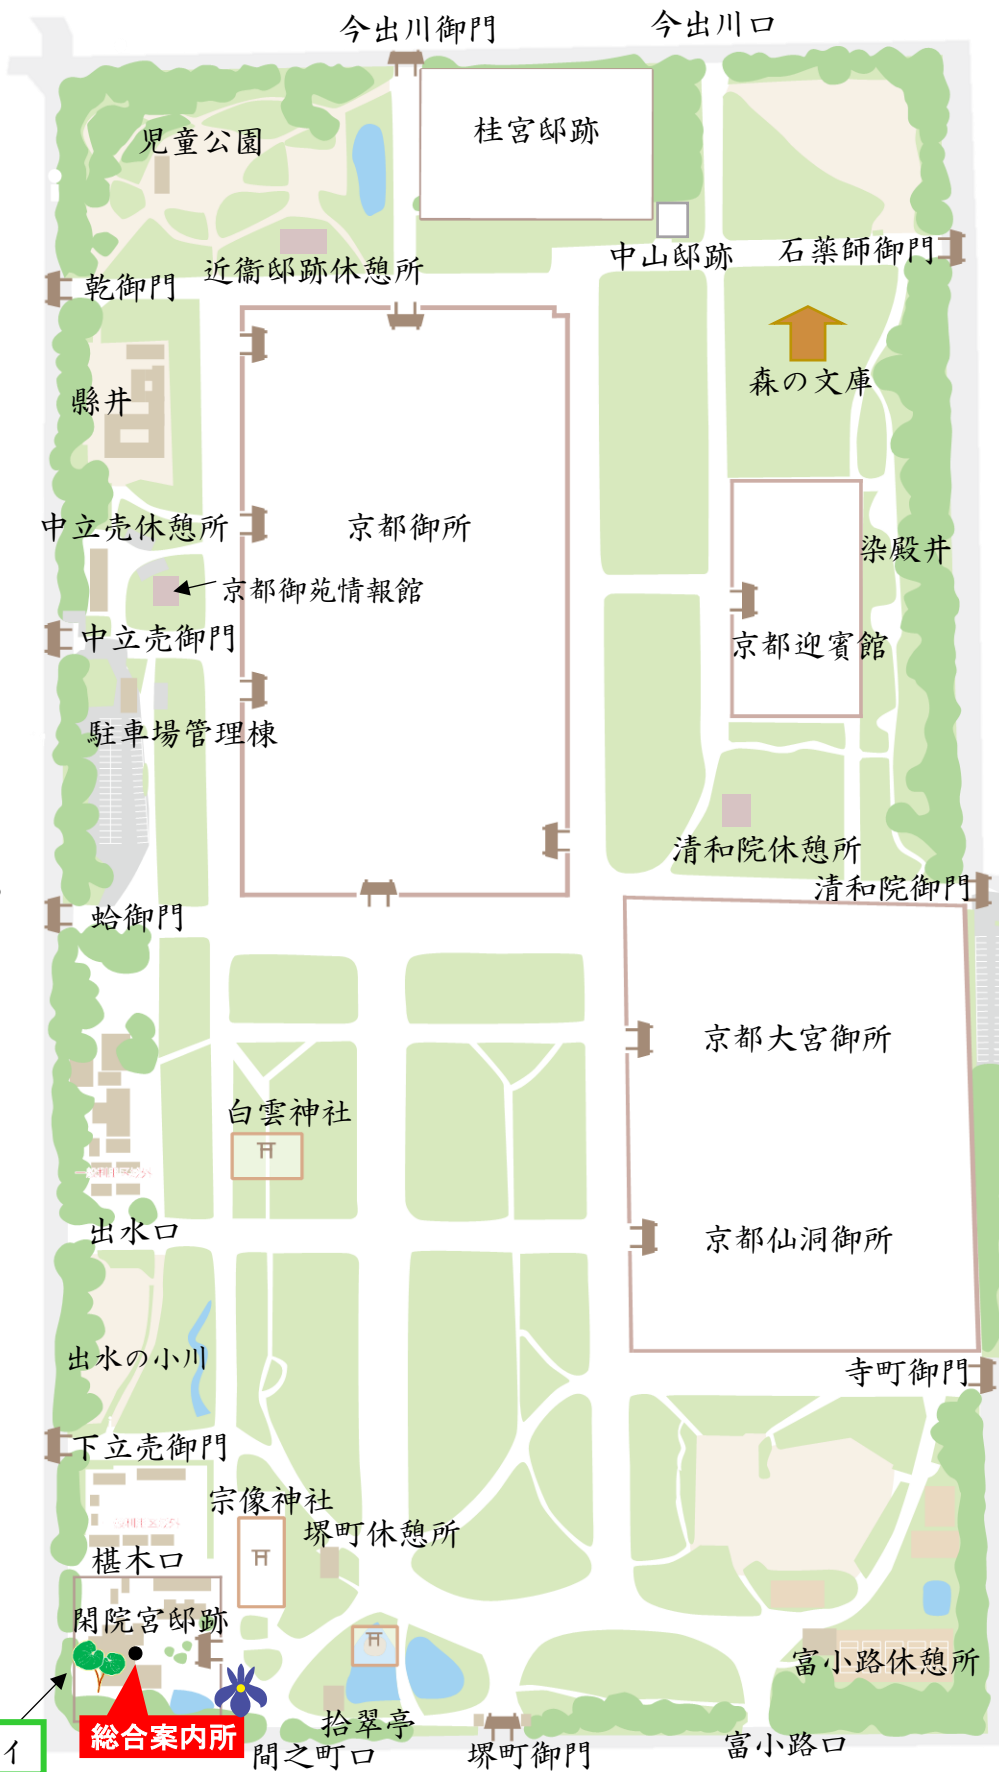 今出川御門
今出川口
児童公園
桂宮邸跡
中山邸跡
石薬師御門
近衞邸跡休憩所
乾御門
森の文庫
縣井
中立売休憩所
京都御所
染殿井
京都御苑情報館
中立売御門
京都迎賓館
駐車場管理棟
清和院休憩所
清和院御門
蛤御門
京都大宮御所
白雲神社
出水口
京都仙洞御所
出水の小川
寺町御門
下立売御門
宗像神社
堺町休憩所
椹木口
閑院宮邸跡
富小路休憩所
拾翠亭
総合案内所
間之町口
堺町御門
富小路口
イ